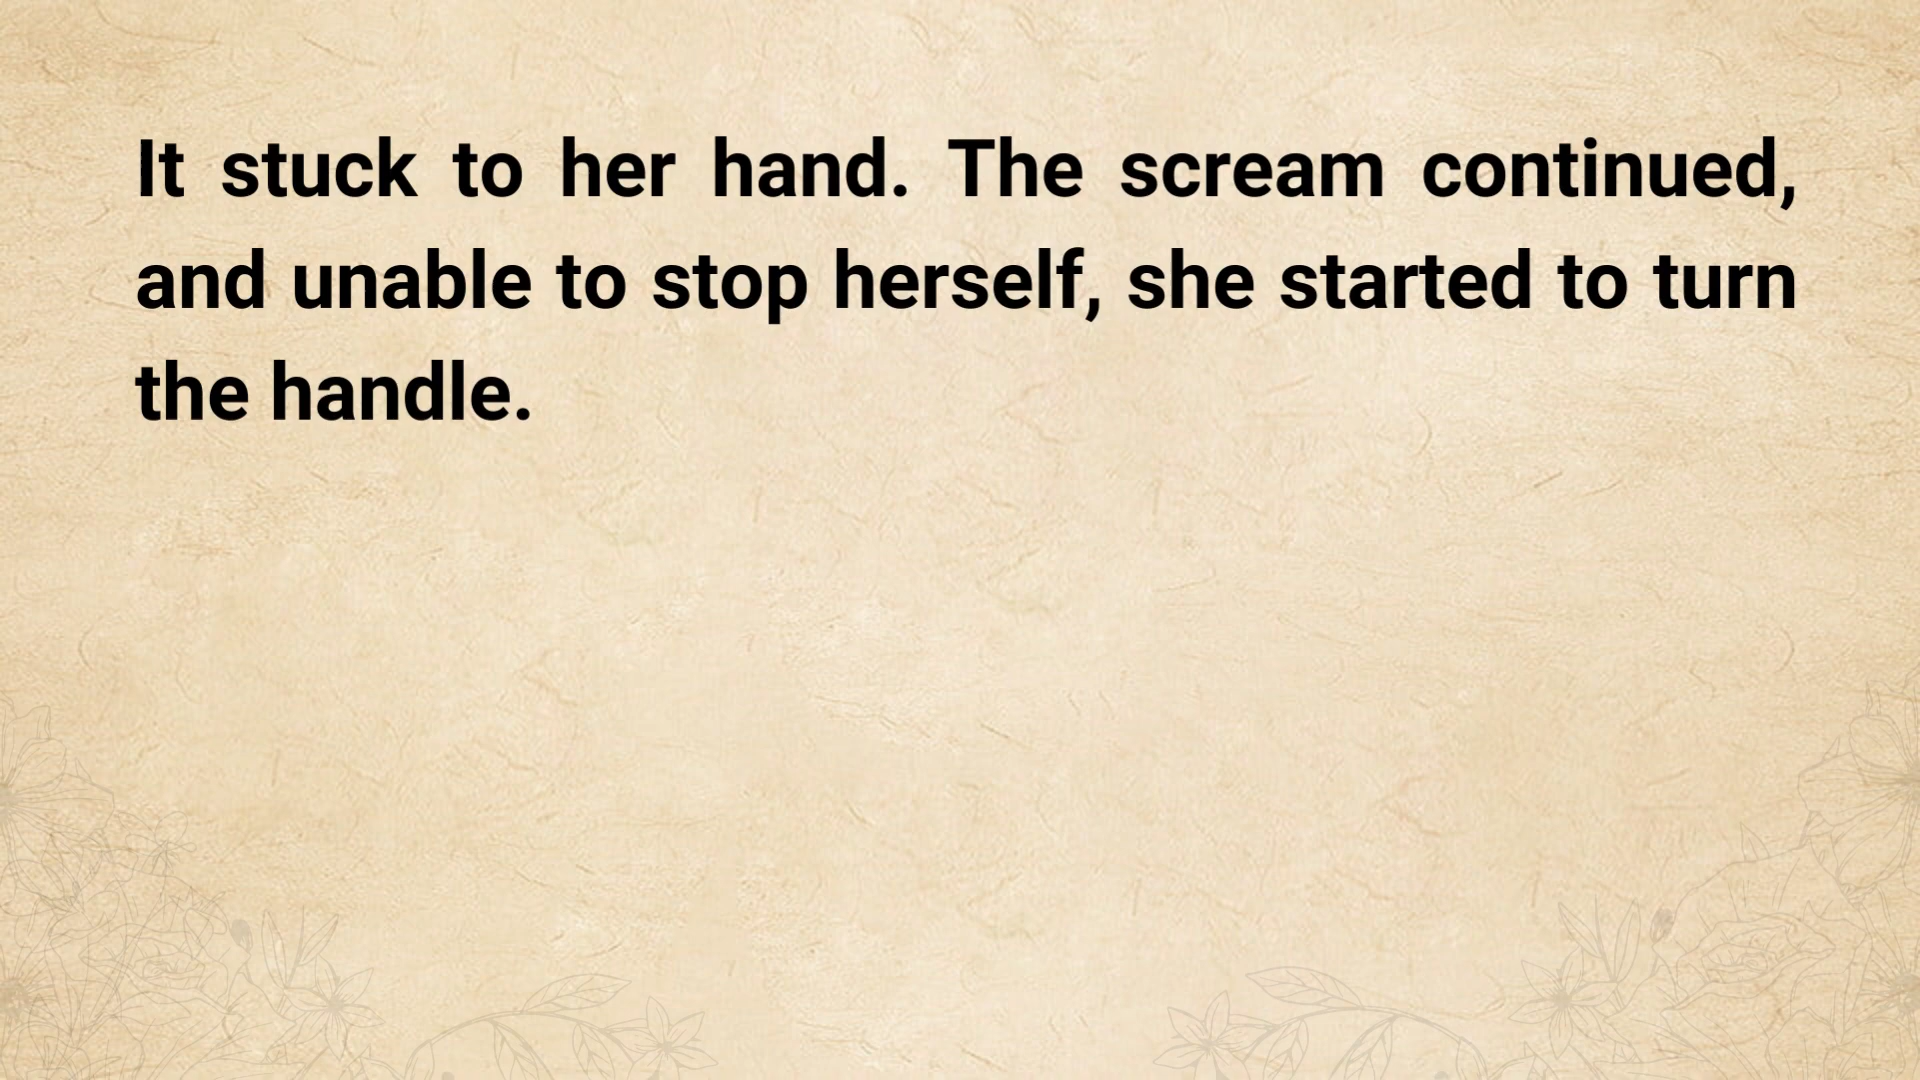 It stuck to her hand. The scream continued,
and unable to stop herself, she started to turn
the handle.